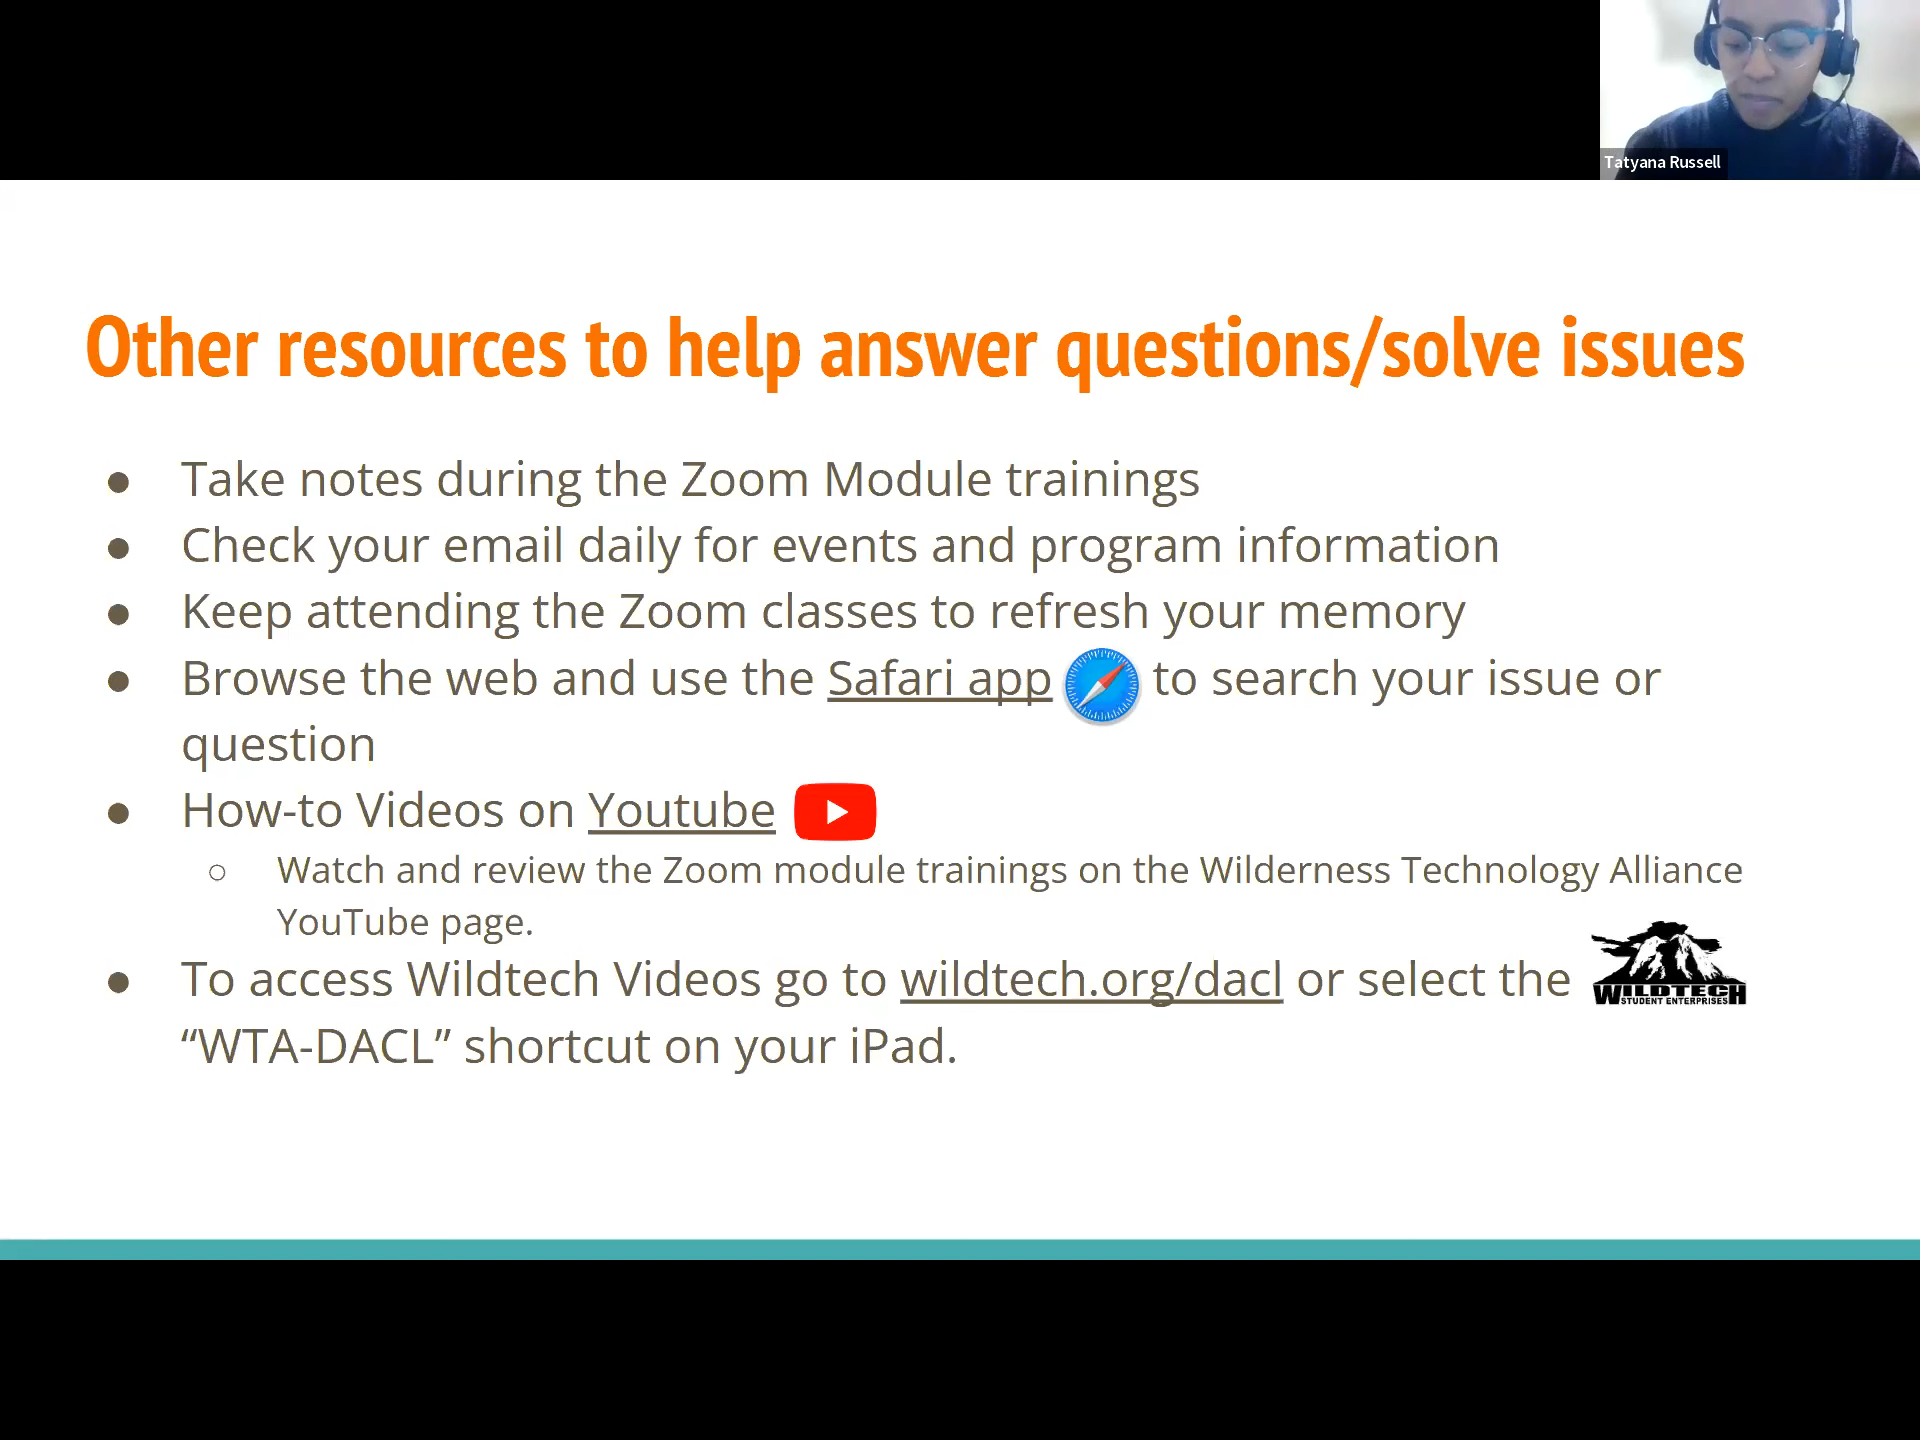 Tatyana Russell
Other resources to help answer questions/solve issues
● Take notes during the Zoom Module trainings
● Check your email daily for events and program information
● Keep attending the Zoom classes to refresh your memory
● Browse the web and use the Safari app to search your issue or
question
● How-to Videos on Youtube
○ Watch and review the Zoom module trainings on the Wilderness Technology Alliance
YouTube page.
● To access Wildtech Videos go to wildtech.org/dacl or select the
“WTA-DACL” shortcut on your iPad.
WILDTECH
STUDENT ENTERPRISES